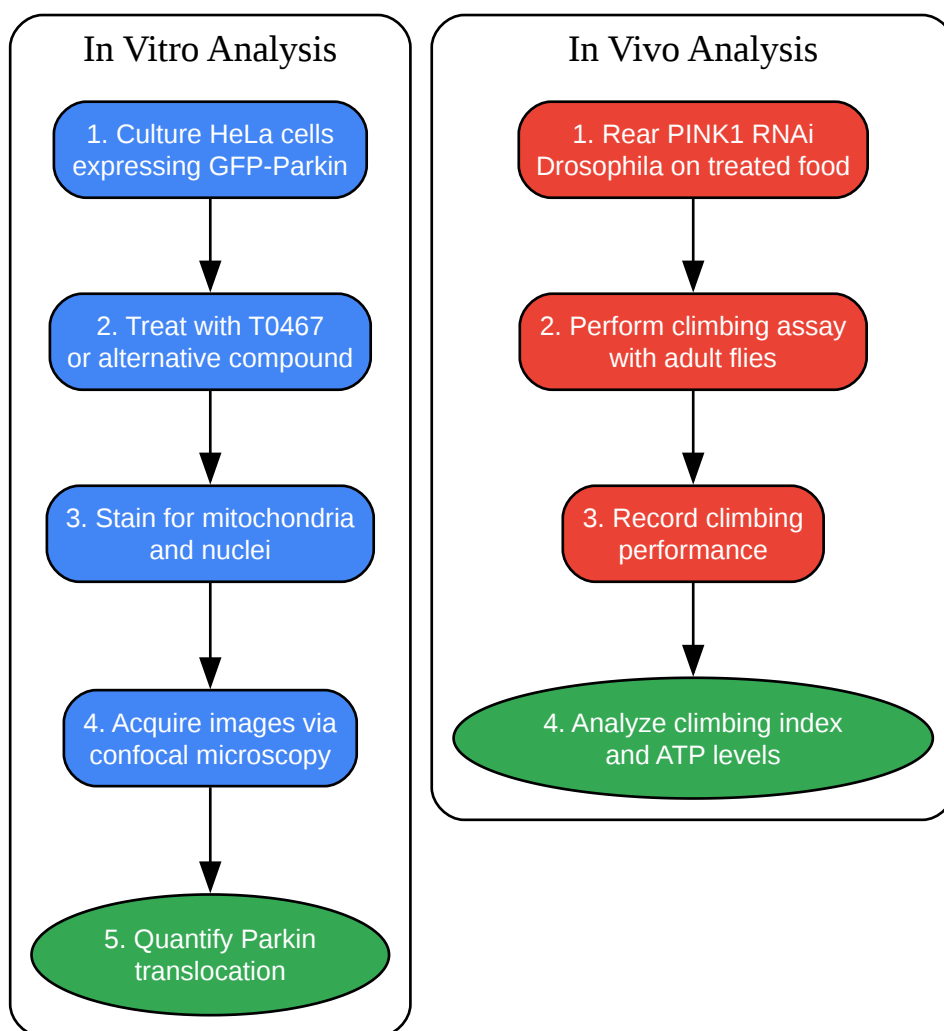 In Vitro Analysis
1. Culture HeLa cells
expressing GFP-Parkin
2. Treat with T0467
or alternative compound
3. Stain for mitochondria
and nuclei
4. Acquire images via
confocal microscopy
5. Quantify Parkin
translocation
In Vivo Analysis
1. Rear PINK1 RNAi
Drosophila on treated food
2. Perform climbing assay
with adult flies
3. Record climbing
performance
4. Analyze climbing index
and ATP levels